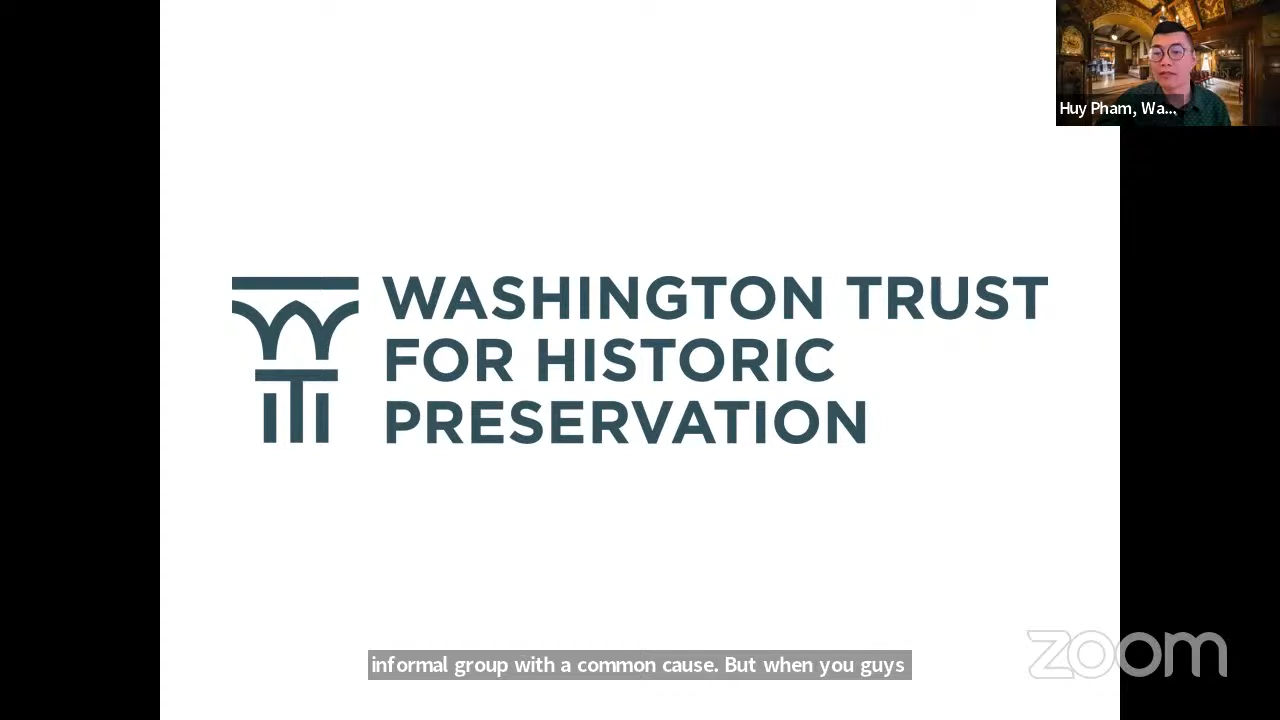 Huy Pham, Wa...
WASHINGTON TRUST
FOR HISTORIC
PRESERVATION
informal group with a common cause. But when you guys
zoom